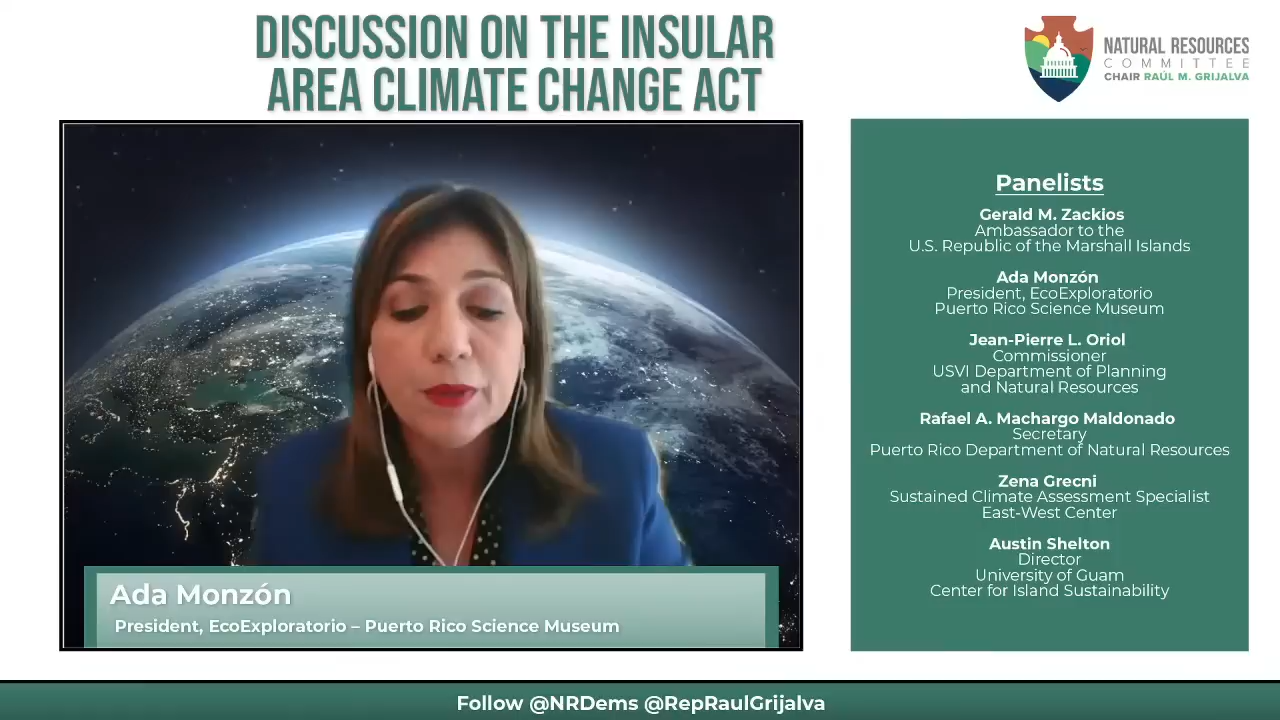 DISCUSSION ON THE INSULAR
AREA CLIMATE CHANGE ACT
NATURAL RESOURCES
COMMITTEE
CHAIR RAÚL M. GRIJALVA
Ada Monzón
President, EcoExploratorio – Puerto Rico Science Museum
Panelists
Gerald M. Zackios
Ambassador to the
U.S. Republic of the Marshall Islands
Ada Monzón
President, EcoExploratorio
Puerto Rico Science Museum
Jean-Pierre L. Oriol
Commissioner
USVI Department of Planning
and Natural Resources
Rafael A. Machargo Maldonado
Secretary
Puerto Rico Department of Natural Resources
Zena Grecni
Sustained Climate Assessment Specialist
East-West Center
Austin Shelton
Director
University of Guam
Center for Island Sustainability
Follow @NRDems @RepRaulGrijalva